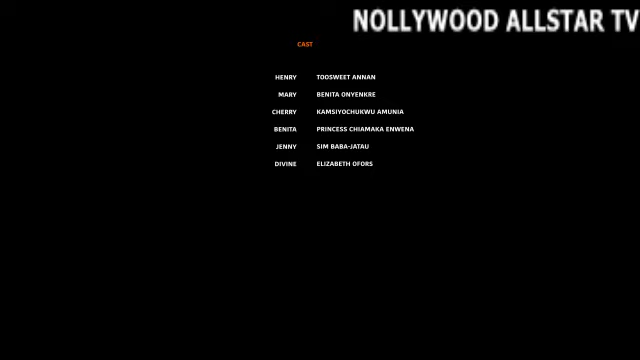 NOLLYWOOD ALLSTAR TV
CAST
HENRY TOOSWEET ANNAN
MARY BENITA ONYENKRE
CHERRY KAMSIYOCHUKWU AMUNIA
BENITA PRINCESS CHIAMAKA ENWENA
JENNY SIM BABA-JATAU
DIVINE ELIZABETH OFORS